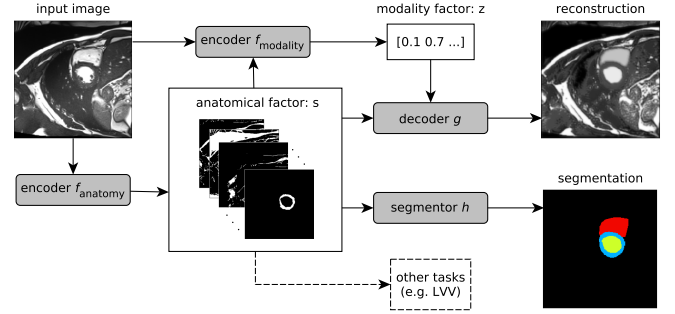 input image
modality factor: z
reconstruction
encoder f_modality
[0.1 0.7 ...]
anatomical factor: s
decoder g
encoder f_anatomy
segmentation
segmentor h
other tasks
(e.g. LVV)